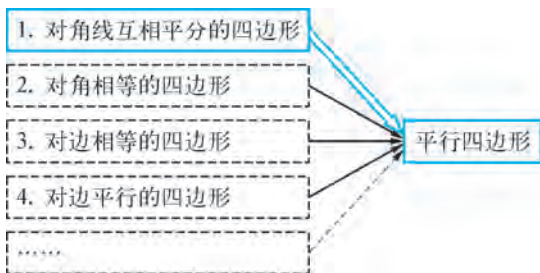 1. 对角线互相平分的四边形
2. 对角相等的四边形
3. 对边相等的四边形
平行四边形
4. 对边平行的四边形
……